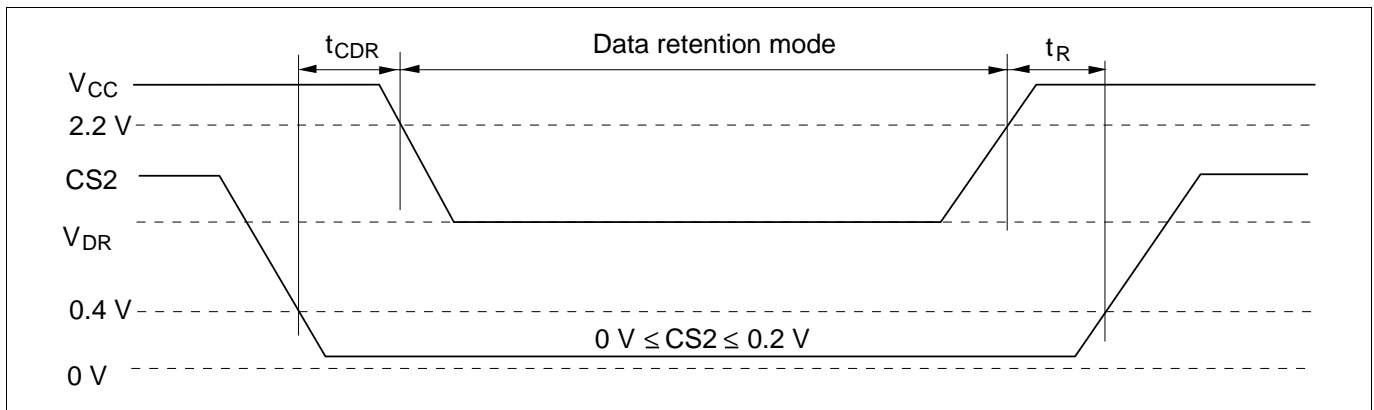 tCDR Data retention mode tR
VCC
2.2 V
CS2
VDR
0.4 V
0 V ≤ CS2 ≤ 0.2 V
0 V